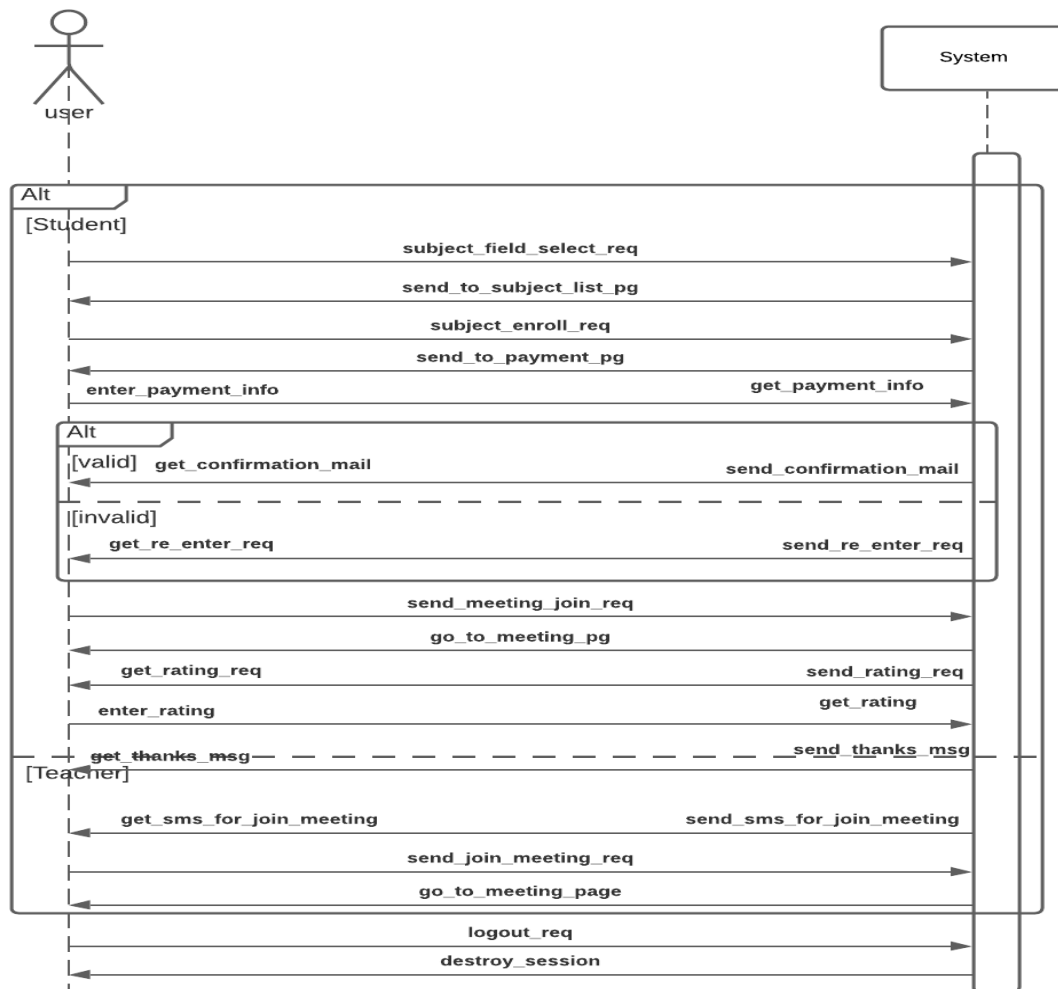 user
System
Alt
[Student]
subject_field_select_req
send_to_subject_list_pg
subject_enroll_req
send_to_payment_pg
enter_payment_info
get_payment_info
Alt
[valid]
get_confirmation_mail
send_confirmation_mail
[invalid]
get_re_enter_req
send_re_enter_req
send_meeting_join_req
go_to_meeting_pg
get_rating_req
send_rating_req
enter_rating
get_rating
get_thanks_msg
send_thanks_msg
[Teacher]
get_sms_for_join_meeting
send_sms_for_join_meeting
send_join_meeting_req
go_to_meeting_page
logout_req
destroy_session